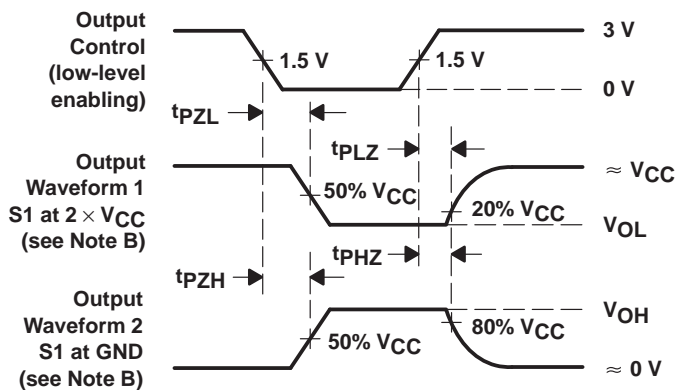 Output
Control
(low-level
enabling)
1.5 V
1.5 V
3 V
0 V
tPZL
tPLZ
Output
Waveform 1
S1 at 2 × VCC
(see Note B)
50% VCC
20% VCC
≈ VCC
VOL
tPZH
tPHZ
Output
Waveform 2
S1 at GND
(see Note B)
50% VCC
80% VCC
VOH
≈ 0 V